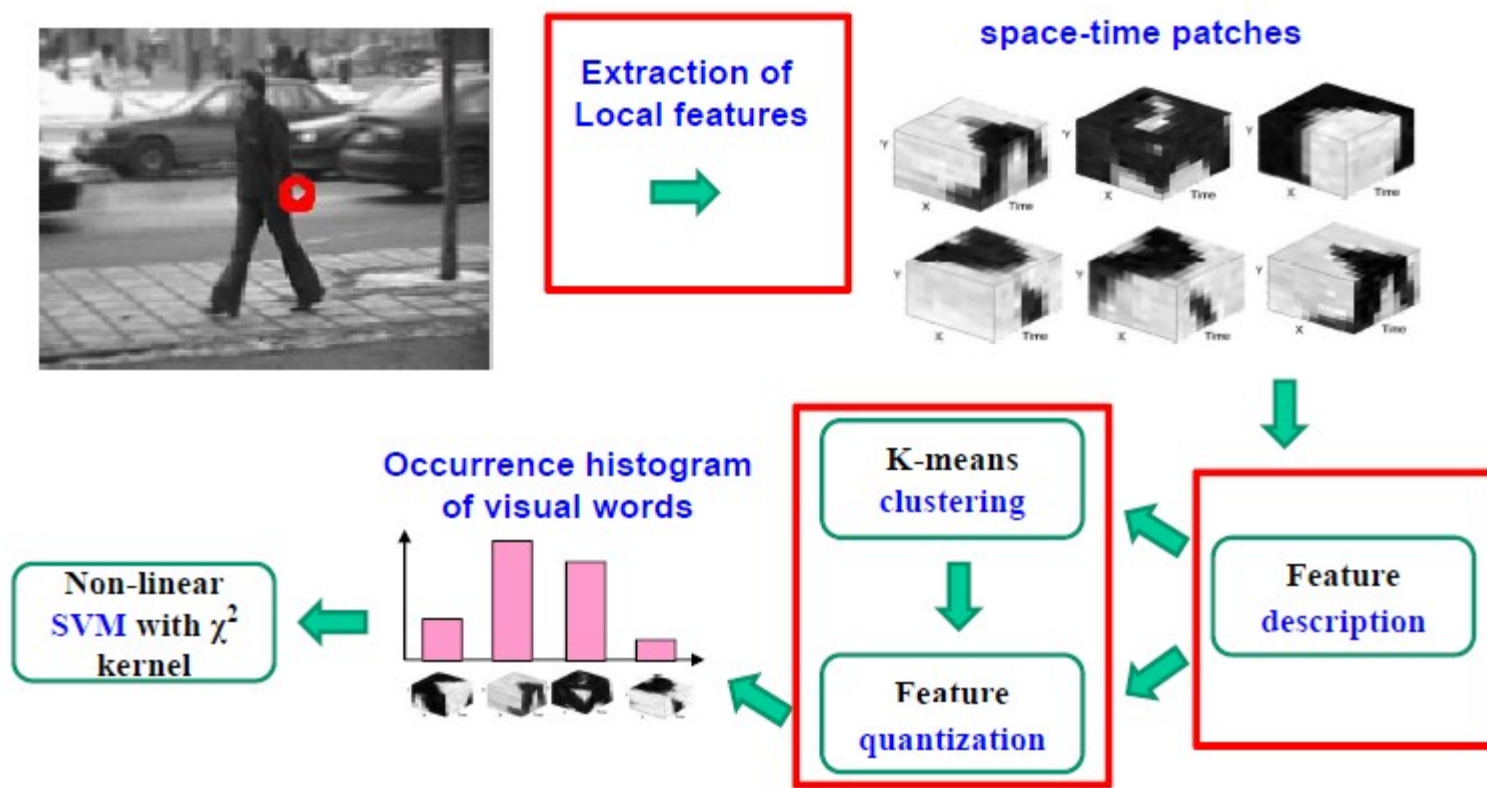 Extraction of
Local features
space-time patches
Y
X
Time
Y
X
Time
Y
X
Time
Y
X
Time
Y
X
Time
Y
X
Time
Occurrence histogram
of visual words
K-means
clustering
Feature
description
Feature
quantization
Non-linear
SVM with χ²
kernel